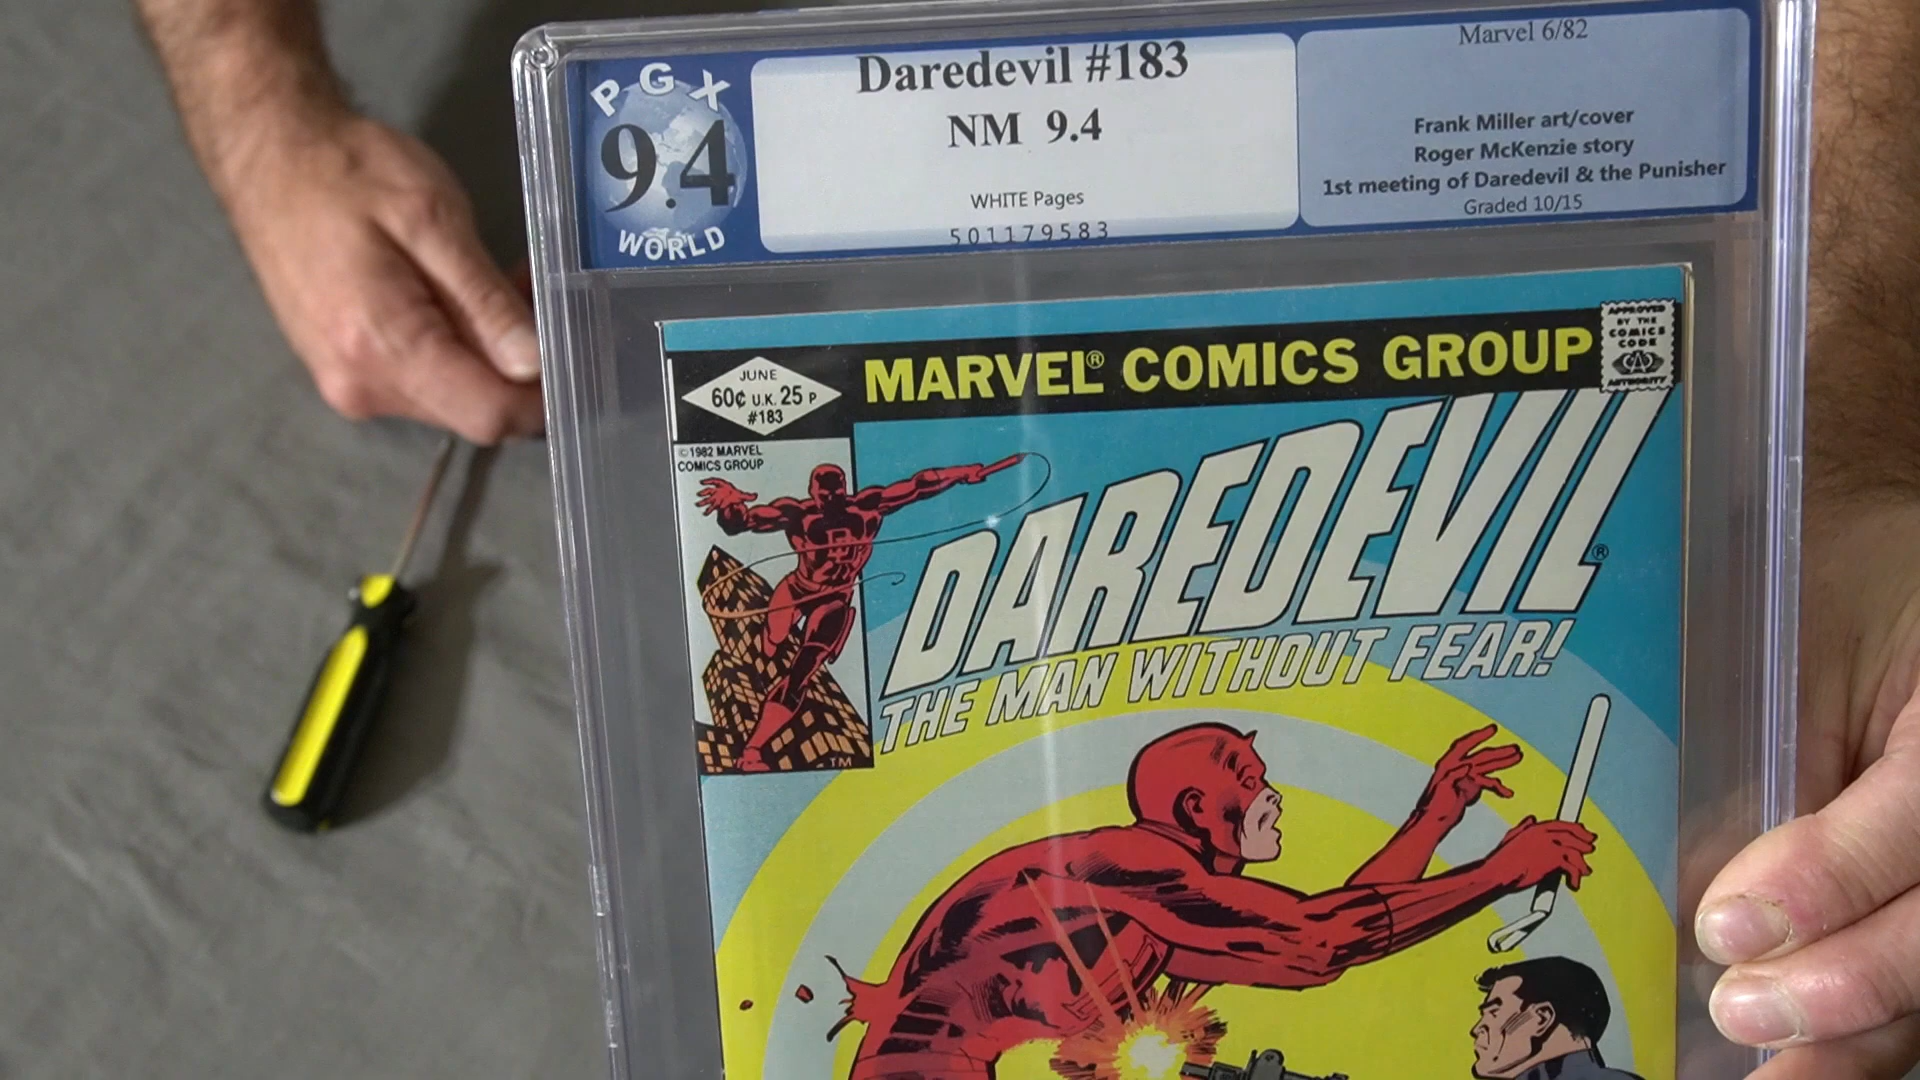 PGX
9.4
WORLD
Daredevil #183
NM 9.4
WHITE Pages
501179583
Marvel 6/82
Frank Miller art/cover
Roger McKenzie story
1st meeting of Daredevil & the Punisher
Graded 10/15
JUNE
60¢ U.K. 25 P
#183
MARVEL® COMICS GROUP
APPROVED
BY THE
COMICS
CODE
CA
AUTHORITY
©1982 MARVEL
COMICS GROUP
DD
TM
DAREDEVIL®
THE MAN WITHOUT FEAR!